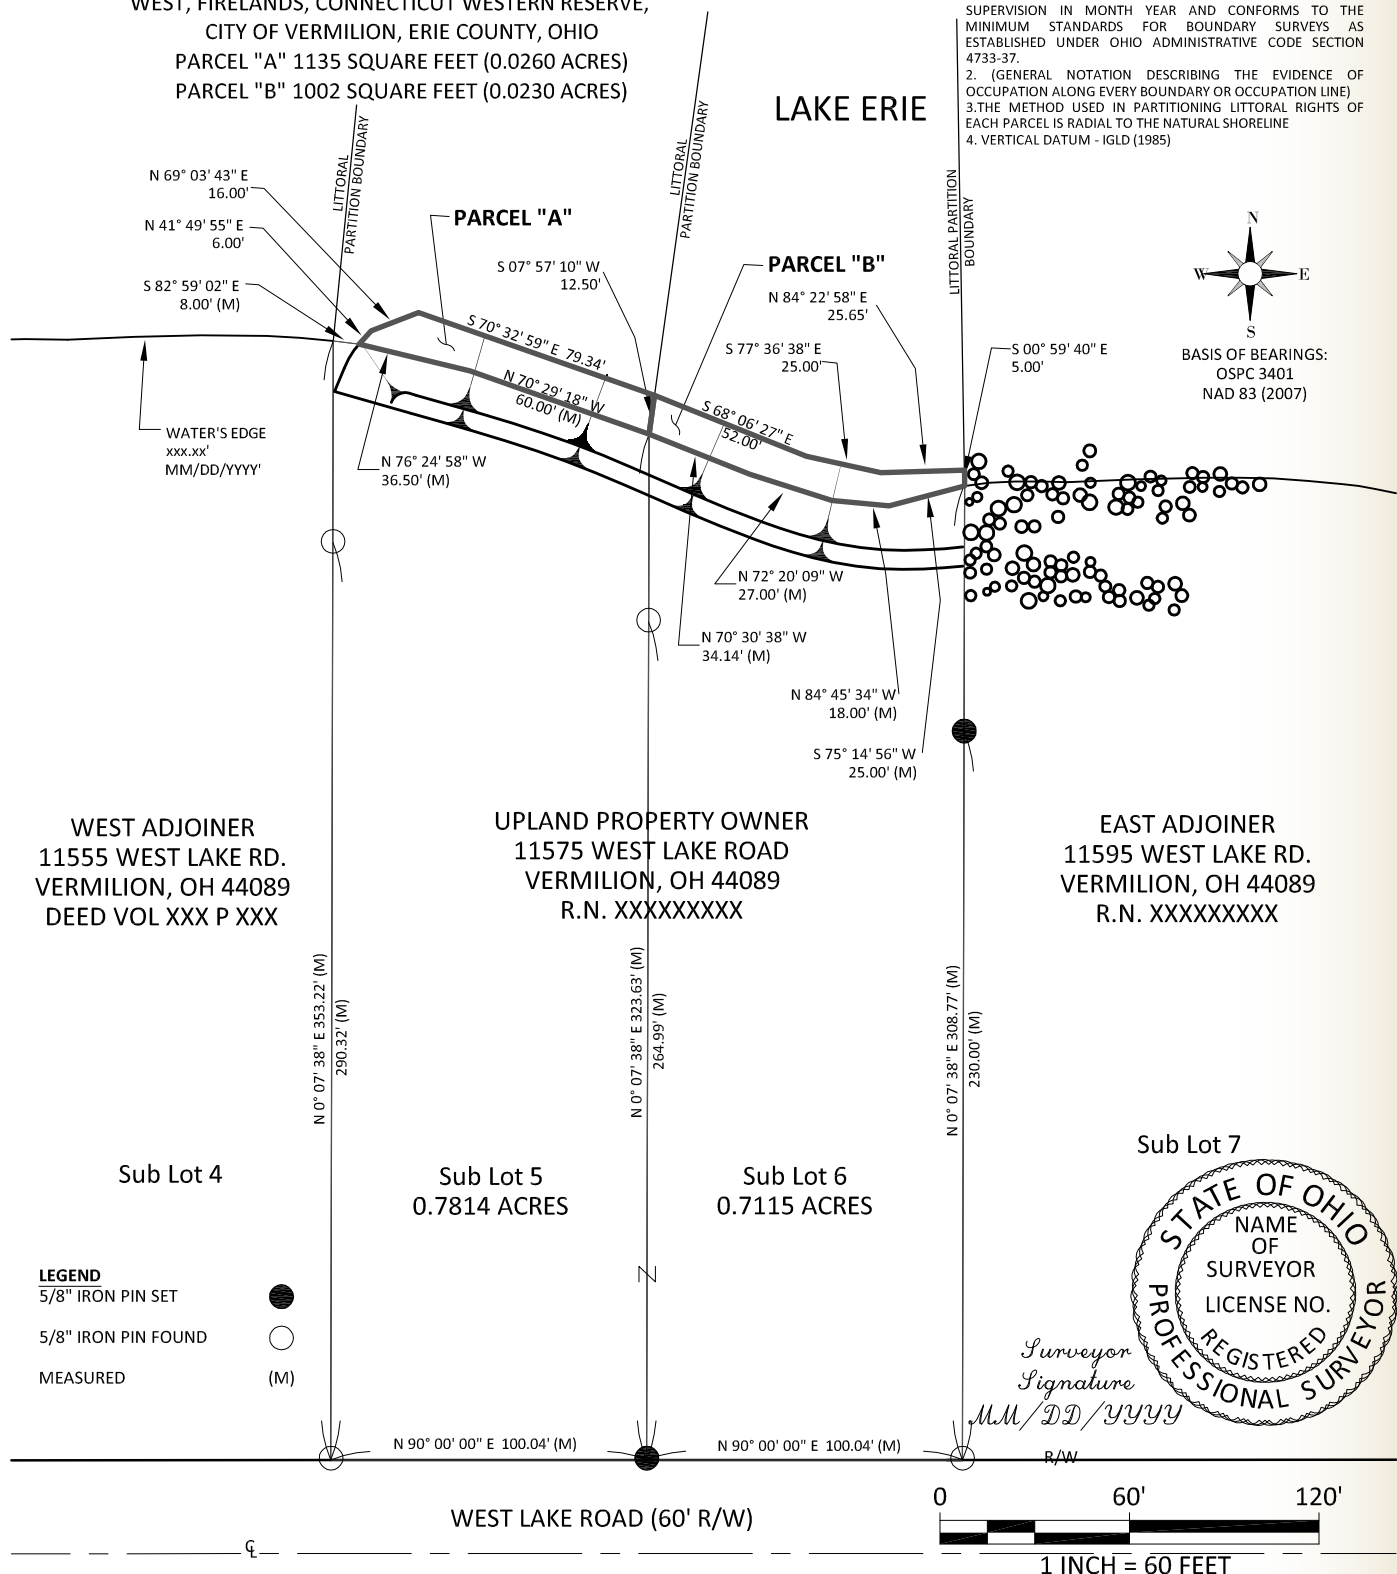 WEST, FIRELANDS, CONNECTICUT WESTERN RESERVE,
CITY OF VERMILION, ERIE COUNTY, OHIO
PARCEL "A" 1135 SQUARE FEET (0.0260 ACRES)
PARCEL "B" 1002 SQUARE FEET (0.0230 ACRES)
SUPERVISION IN MONTH YEAR AND CONFORMS TO THE
MINIMUM STANDARDS FOR BOUNDARY SURVEYS AS
ESTABLISHED UNDER OHIO ADMINISTRATIVE CODE SECTION
4733-37.
2. (GENERAL NOTATION DESCRIBING THE EVIDENCE OF
OCCUPATION ALONG EVERY BOUNDARY OR OCCUPATION LINE)
3.THE METHOD USED IN PARTITIONING LITTORAL RIGHTS OF
EACH PARCEL IS RADIAL TO THE NATURAL SHORELINE
4. VERTICAL DATUM - IGLD (1985)
LAKE ERIE
LITTORAL
PARTITION BOUNDARY
LITTORAL
PARTITION BOUNDARY
LITTORAL PARTITION
BOUNDARY
N 69° 03' 43" E
16.00'
N 41° 49' 55" E
6.00'
S 82° 59' 02" E
8.00' (M)
PARCEL "A"
S 07° 57' 10" W
12.50'
PARCEL "B"
N 84° 22' 58" E
25.65'
S 77° 36' 38" E
25.00'
S 00° 59' 40" E
5.00'
N
W
E
S
BASIS OF BEARINGS:
OSPC 3401
NAD 83 (2007)
S 70° 32' 59" E 79.34'
N 70° 29' 18" W
60.00' (M)
S 68° 06' 27" E
52.00'
WATER'S EDGE
xxx.xx'
MM/DD/YYYY'
N 76° 24' 58" W
36.50' (M)
N 72° 20' 09" W
27.00' (M)
N 70° 30' 38" W
34.14' (M)
N 84° 45' 34" W
18.00' (M)
S 75° 14' 56" W
25.00' (M)
WEST ADJOINER
11555 WEST LAKE RD.
VERMILION, OH 44089
DEED VOL XXX P XXX
UPLAND PROPERTY OWNER
11575 WEST LAKE ROAD
VERMILION, OH 44089
R.N. XXXXXXXXX
EAST ADJOINER
11595 WEST LAKE RD.
VERMILION, OH 44089
R.N. XXXXXXXXX
N 0° 07' 38" E 353.22' (M)
290.32' (M)
N 0° 07' 38" E 323.63' (M)
264.99' (M)
N 0° 07' 38" E 308.77' (M)
230.00' (M)
Sub Lot 4
Sub Lot 5
0.7814 ACRES
Sub Lot 6
0.7115 ACRES
Sub Lot 7
STATE OF OHIO
NAME
OF
SURVEYOR
LICENSE NO.
REGISTERED
PROFESSIONAL SURVEYOR
LEGEND
5/8" IRON PIN SET
5/8" IRON PIN FOUND
MEASURED (M)
Z
Surveyor
Signature
MM/DD/YYYY
N 90° 00' 00" E 100.04' (M)
N 90° 00' 00" E 100.04' (M)
R/W
WEST LAKE ROAD (60' R/W)
CL
0 60' 120'
1 INCH = 60 FEET